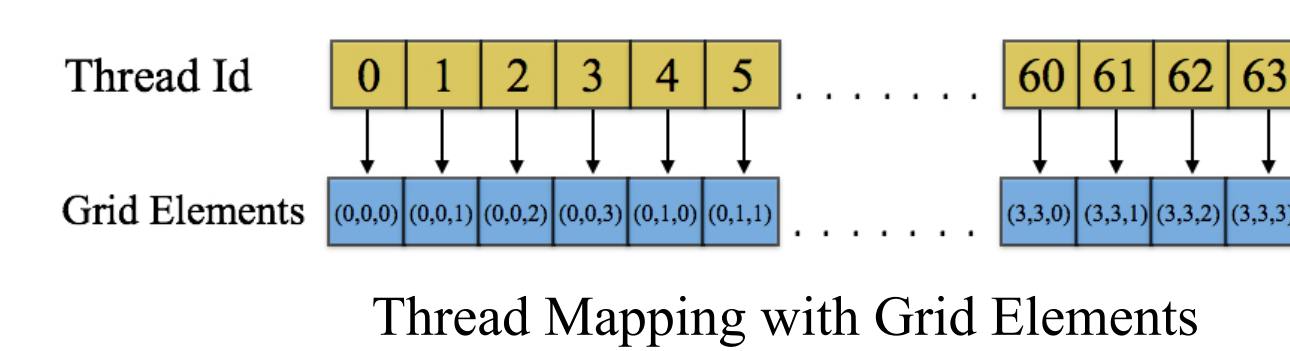 Thread Id 0 1 2 3 4 5 . . . . . . . 60 61 62 63
Grid Elements (0,0,0) (0,0,1) (0,0,2) (0,0,3) (0,1,0) (0,1,1) . . . . . . . (3,3,0) (3,3,1) (3,3,2) (3,3,3)
Thread Mapping with Grid Elements